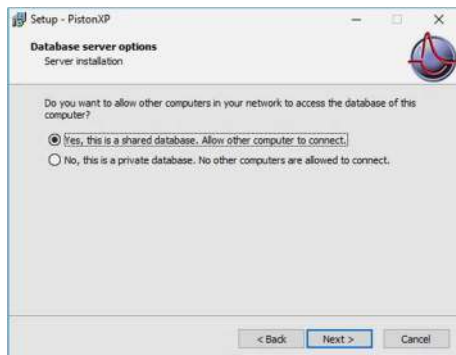 Setup - PistonXP
Database server options
Server installation
Do you want to allow other computers in your network to access the database of this
computer?
Yes, this is a shared database. Allow other computer to connect.
No, this is a private database. No other computers are allowed to connect.
< Back
Next >
Cancel